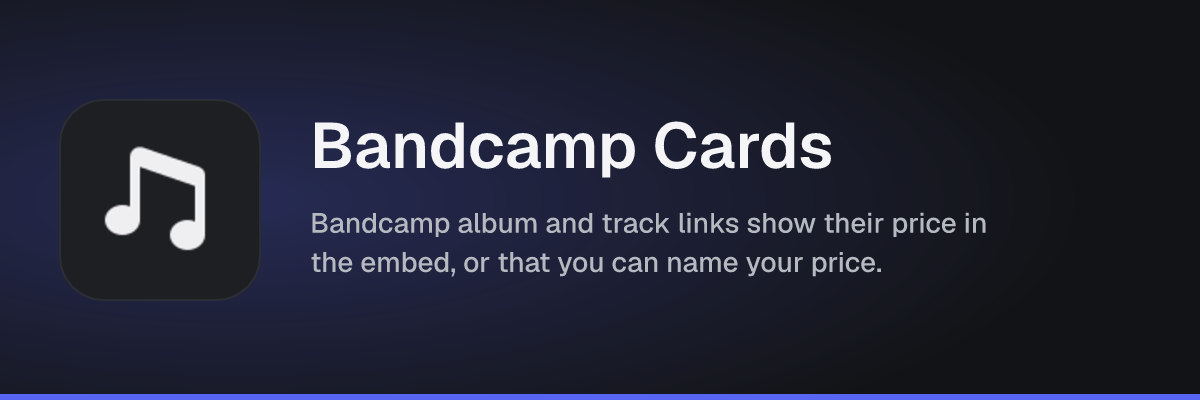 Bandcamp Cards
Bandcamp album and track links show their price in
the embed, or that you can name your price.